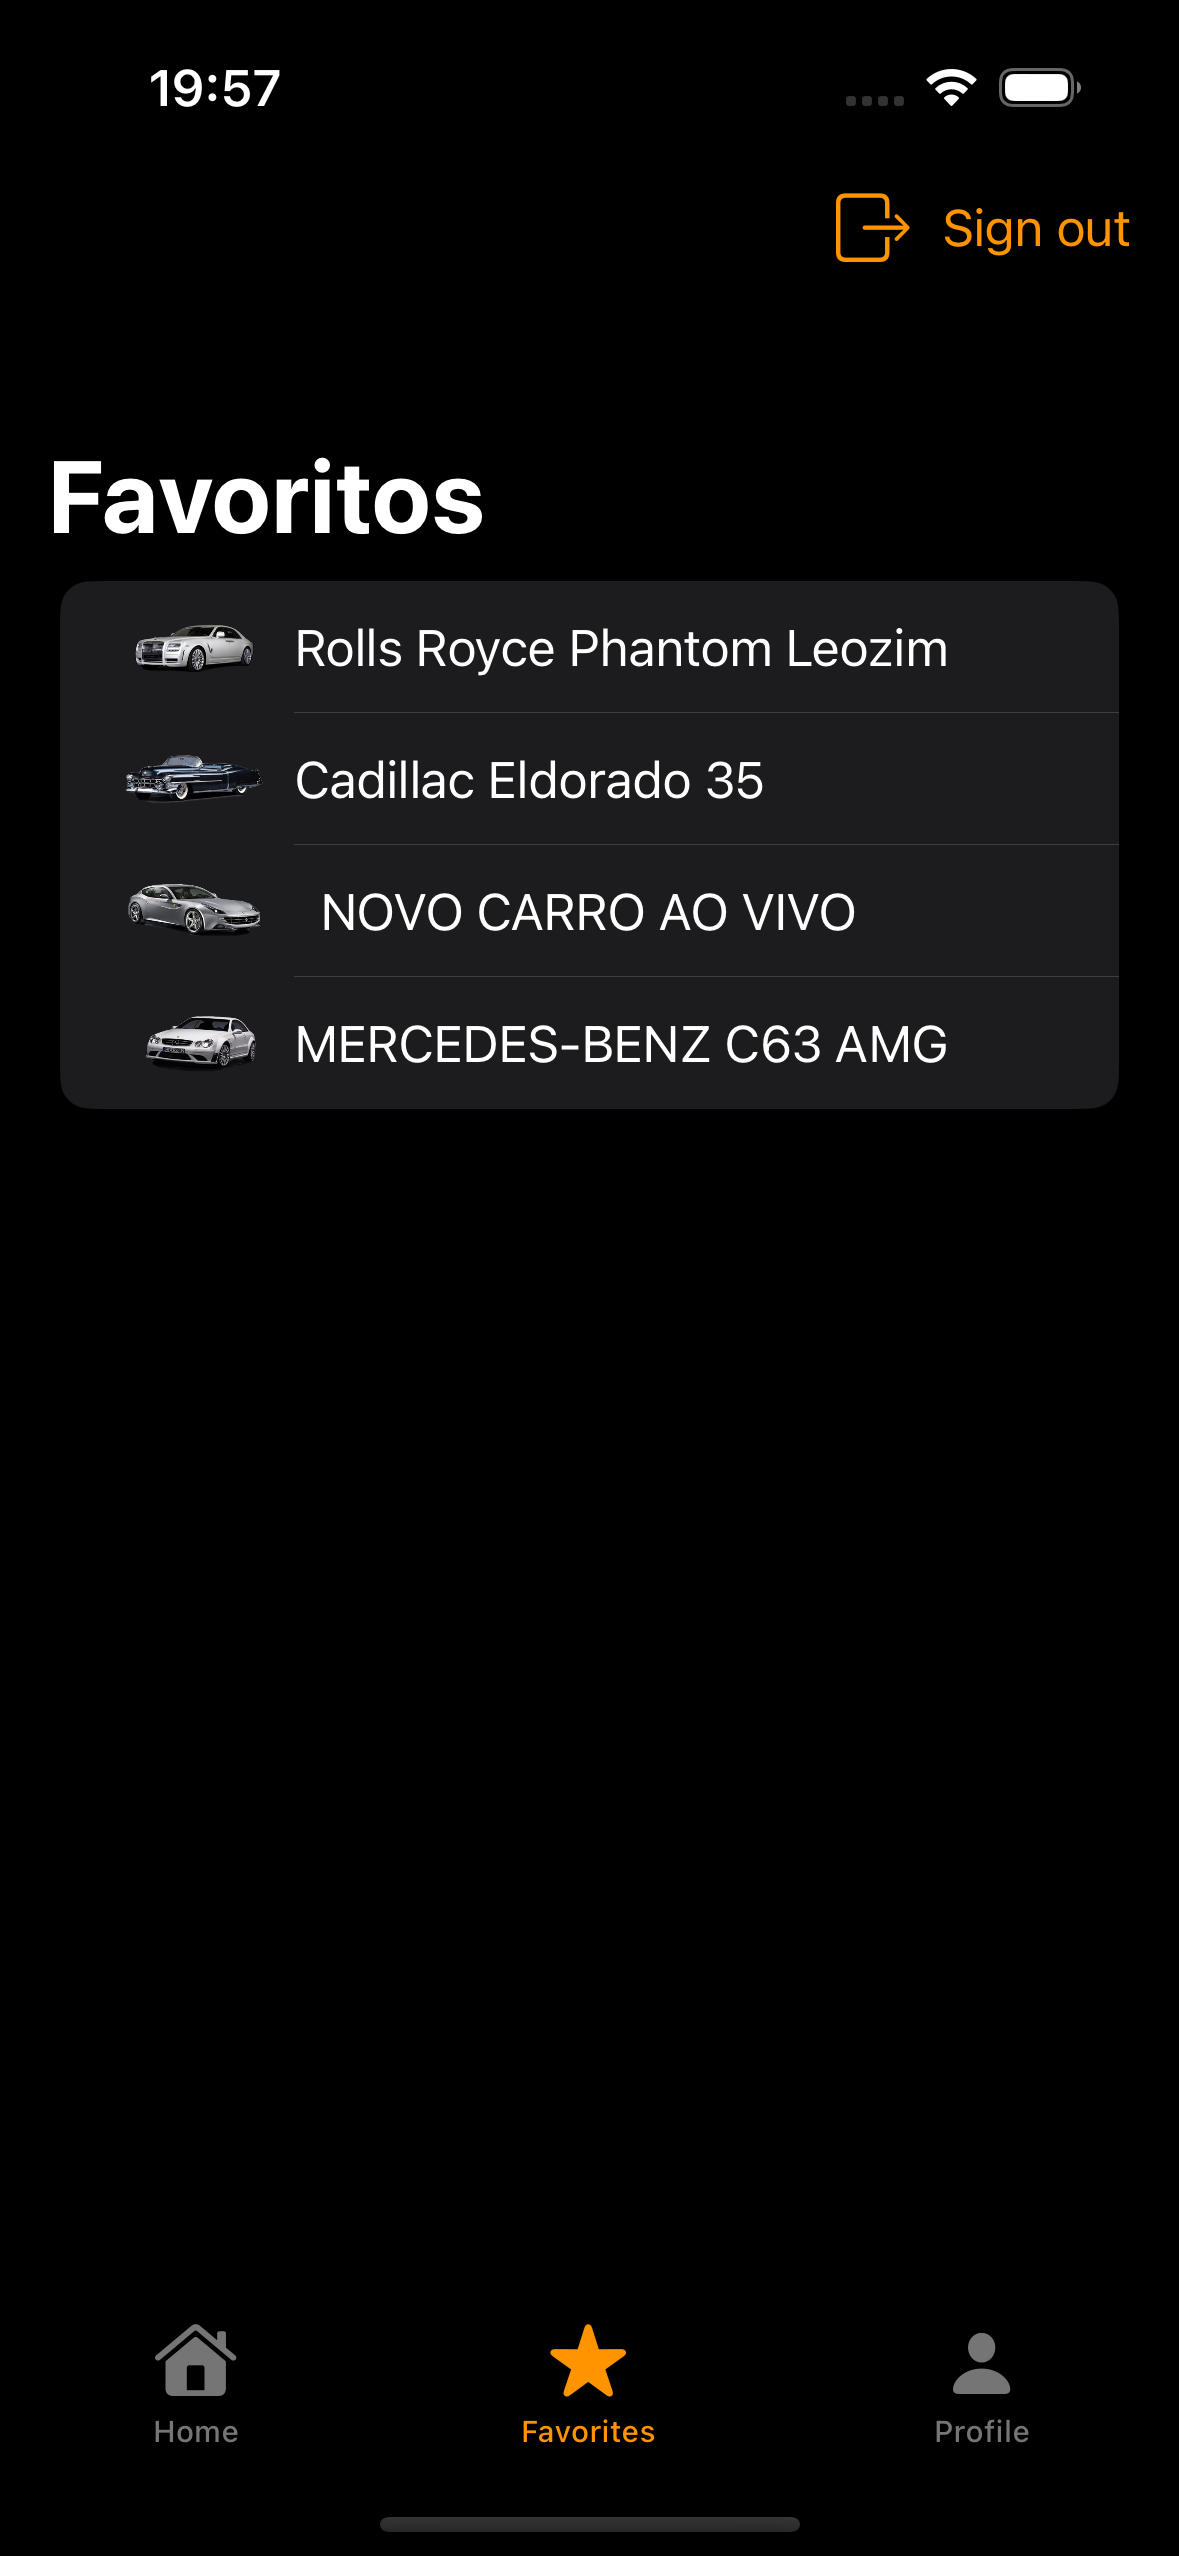 19:57
Sign out
Favoritos
Rolls Royce Phantom Leozim
Cadillac Eldorado 35
NOVO CARRO AO VIVO
MERCEDES-BENZ C63 AMG
Home
Favorites
Profile